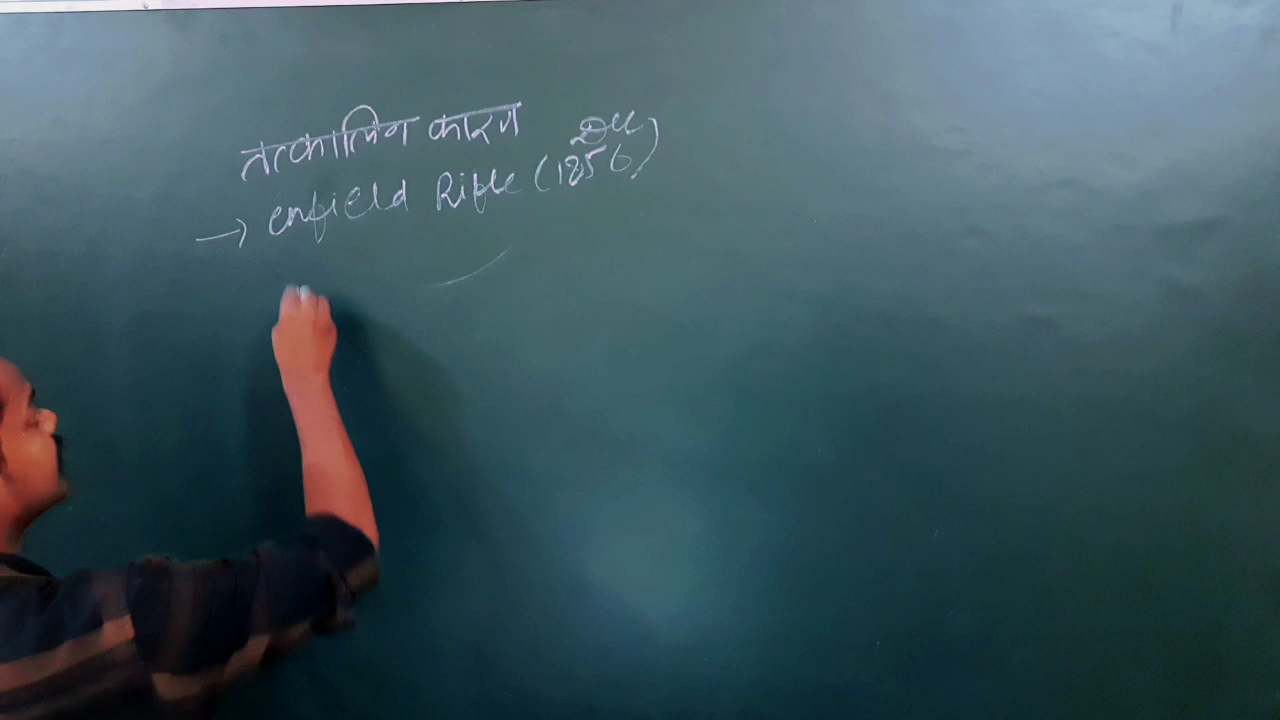 तत्कालिन कारण
→ enfield Rifle (1856)